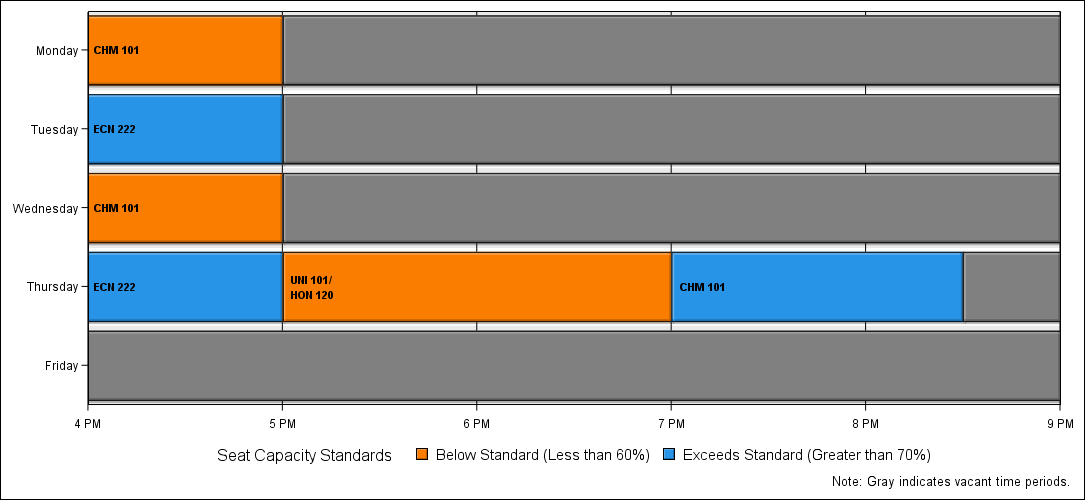 Monday
CHM 101
Tuesday
ECN 222
Wednesday
CHM 101
Thursday
ECN 222
UNI 101/
HON 120
CHM 101
Friday
4 PM 5 PM 6 PM 7 PM 8 PM 9 PM
Seat Capacity Standards Below Standard (Less than 60%) Exceeds Standard (Greater than 70%)
Note: Gray indicates vacant time periods.